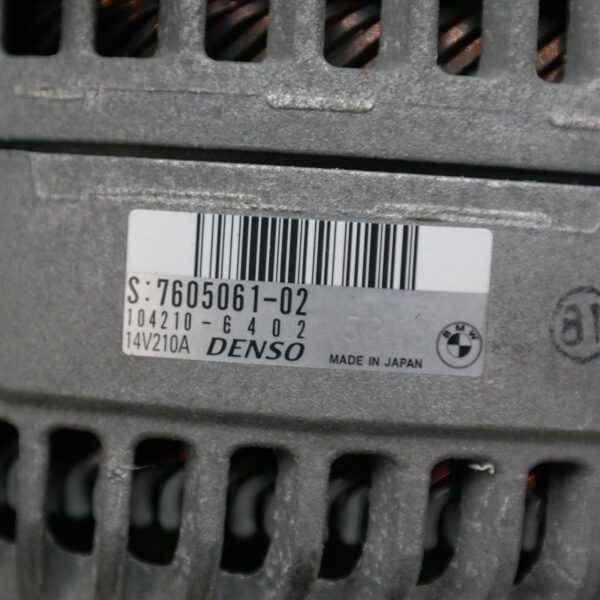 S:7605061-02
104210-6402
14V210A DENSO
MADE IN JAPAN
BMW